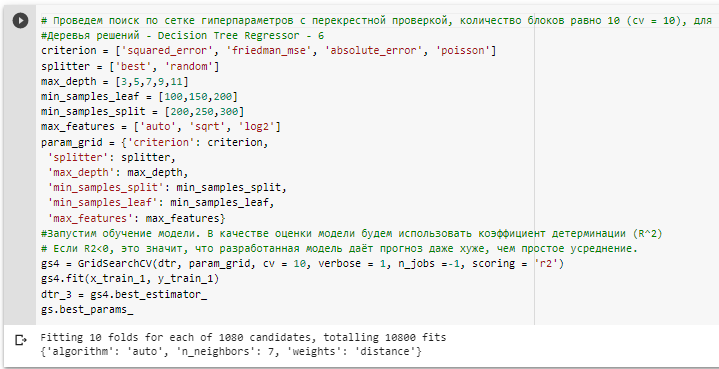 # Проведем поиск по сетке гиперпараметров с перекрестной проверкой, количество блоков равно 10 (cv = 10), для
#Деревья решений - Decision Tree Regressor - 6
criterion = ['squared_error', 'friedman_mse', 'absolute_error', 'poisson']
splitter = ['best', 'random']
max_depth = [3,5,7,9,11]
min_samples_leaf = [100,150,200]
min_samples_split = [200,250,300]
max_features = ['auto', 'sqrt', 'log2']
param_grid = {'criterion': criterion,
 'splitter': splitter,
 'max_depth': max_depth,
 'min_samples_split': min_samples_split,
 'min_samples_leaf': min_samples_leaf,
 'max_features': max_features}
#Запустим обучение модели. В качестве оценки модели будем использовать коэффициент детерминации (R^2)
# Если R2<0, это значит, что разработанная модель даёт прогноз даже хуже, чем простое усреднение.
gs4 = GridSearchCV(dtr, param_grid, cv = 10, verbose = 1, n_jobs =-1, scoring = 'r2')
gs4.fit(x_train_1, y_train_1)
dtr_3 = gs4.best_estimator_
gs.best_params_
Fitting 10 folds for each of 1080 candidates, totalling 10800 fits
{'algorithm': 'auto', 'n_neighbors': 7, 'weights': 'distance'}